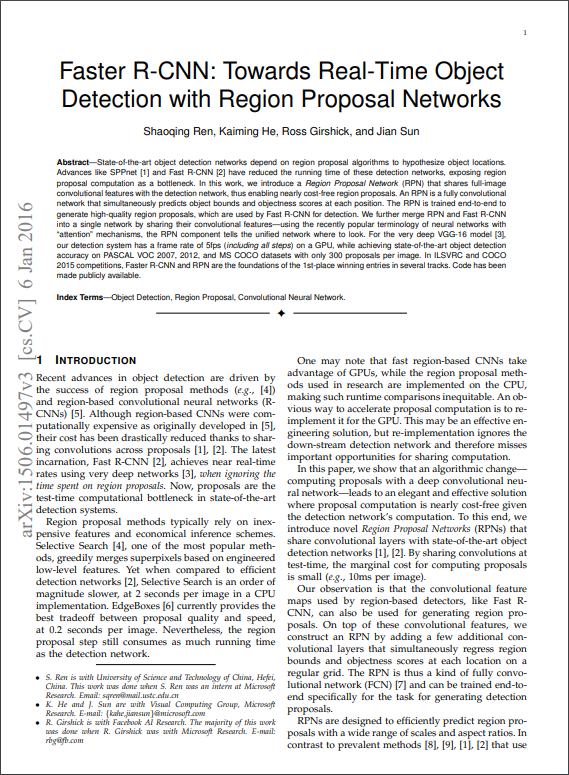 1
Faster R-CNN: Towards Real-Time Object
Detection with Region Proposal Networks
Shaoqing Ren, Kaiming He, Ross Girshick, and Jian Sun
Abstract—State-of-the-art object detection networks depend on region proposal algorithms to hypothesize object locations.
Advances like SPPnet [1] and Fast R-CNN [2] have reduced the running time of these detection networks, exposing region
proposal computation as a bottleneck. In this work, we introduce a Region Proposal Network (RPN) that shares full-image
convolutional features with the detection network, thus enabling nearly cost-free region proposals. An RPN is a fully convolutional
network that simultaneously predicts object bounds and objectness scores at each position. The RPN is trained end-to-end to
generate high-quality region proposals, which are used by Fast R-CNN for detection. We further merge RPN and Fast R-CNN
into a single network by sharing their convolutional features—using the recently popular terminology of neural networks with
“attention” mechanisms, the RPN component tells the unified network where to look. For the very deep VGG-16 model [3],
our detection system has a frame rate of 5fps (including all steps) on a GPU, while achieving state-of-the-art object detection
accuracy on PASCAL VOC 2007, 2012, and MS COCO datasets with only 300 proposals per image. In ILSVRC and COCO
2015 competitions, Faster R-CNN and RPN are the foundations of the 1st-place winning entries in several tracks. Code has been
made publicly available.
Index Terms—Object Detection, Region Proposal, Convolutional Neural Network.
arXiv:1506.01497v3 [cs.CV] 6 Jan 2016
1 INTRODUCTION
Recent advances in object detection are driven by
the success of region proposal methods (e.g., [4])
and region-based convolutional neural networks (R-
CNNs) [5]. Although region-based CNNs were com-
putationally expensive as originally developed in [5],
their cost has been drastically reduced thanks to shar-
ing convolutions across proposals [1], [2]. The latest
incarnation, Fast R-CNN [2], achieves near real-time
rates using very deep networks [3], when ignoring the
time spent on region proposals. Now, proposals are the
test-time computational bottleneck in state-of-the-art
detection systems.
Region proposal methods typically rely on inex-
pensive features and economical inference schemes.
Selective Search [4], one of the most popular meth-
ods, greedily merges superpixels based on engineered
low-level features. Yet when compared to efficient
detection networks [2], Selective Search is an order of
magnitude slower, at 2 seconds per image in a CPU
implementation. EdgeBoxes [6] currently provides the
best tradeoff between proposal quality and speed,
at 0.2 seconds per image. Nevertheless, the region
proposal step still consumes as much running time
as the detection network.
• S. Ren is with University of Science and Technology of China, Hefei,
China. This work was done when S. Ren was an intern at Microsoft
Research. Email: sqren@mail.ustc.edu.cn
• K. He and J. Sun are with Visual Computing Group, Microsoft
Research. E-mail: {kahe,jiansun}@microsoft.com
• R. Girshick is with Facebook AI Research. The majority of this work
was done when R. Girshick was with Microsoft Research. E-mail:
rbg@fb.com
One may note that fast region-based CNNs take
advantage of GPUs, while the region proposal meth-
ods used in research are implemented on the CPU,
making such runtime comparisons inequitable. An ob-
vious way to accelerate proposal computation is to re-
implement it for the GPU. This may be an effective en-
gineering solution, but re-implementation ignores the
down-stream detection network and therefore misses
important opportunities for sharing computation.
In this paper, we show that an algorithmic change—
computing proposals with a deep convolutional neu-
ral network—leads to an elegant and effective solution
where proposal computation is nearly cost-free given
the detection network's computation. To this end, we
introduce novel Region Proposal Networks (RPNs) that
share convolutional layers with state-of-the-art object
detection networks [1], [2]. By sharing convolutions at
test-time, the marginal cost for computing proposals
is small (e.g., 10ms per image).
Our observation is that the convolutional feature
maps used by region-based detectors, like Fast R-
CNN, can also be used for generating region pro-
posals. On top of these convolutional features, we
construct an RPN by adding a few additional con-
volutional layers that simultaneously regress region
bounds and objectness scores at each location on a
regular grid. The RPN is thus a kind of fully convo-
lutional network (FCN) [7] and can be trained end-to-
end specifically for the task for generating detection
proposals.
RPNs are designed to efficiently predict region pro-
posals with a wide range of scales and aspect ratios. In
contrast to prevalent methods [8], [9], [1], [2] that use